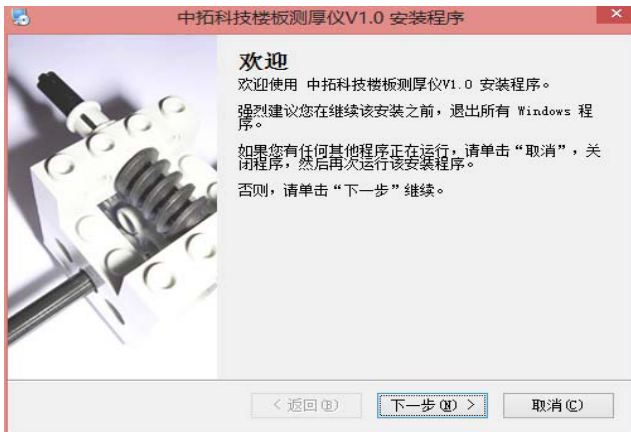 中拓科技楼板测厚仪V1.0 安装程序
欢迎
欢迎使用 中拓科技楼板测厚仪V1.0 安装程序。
强烈建议您在继续该安装之前，退出所有 Windows 程
序。
如果您有任何其他程序正在运行，请单击“取消”，关
闭程序，然后再次运行该安装程序。
否则，请单击“下一步”继续。
< 返回(B)
下一步(N) >
取消(C)